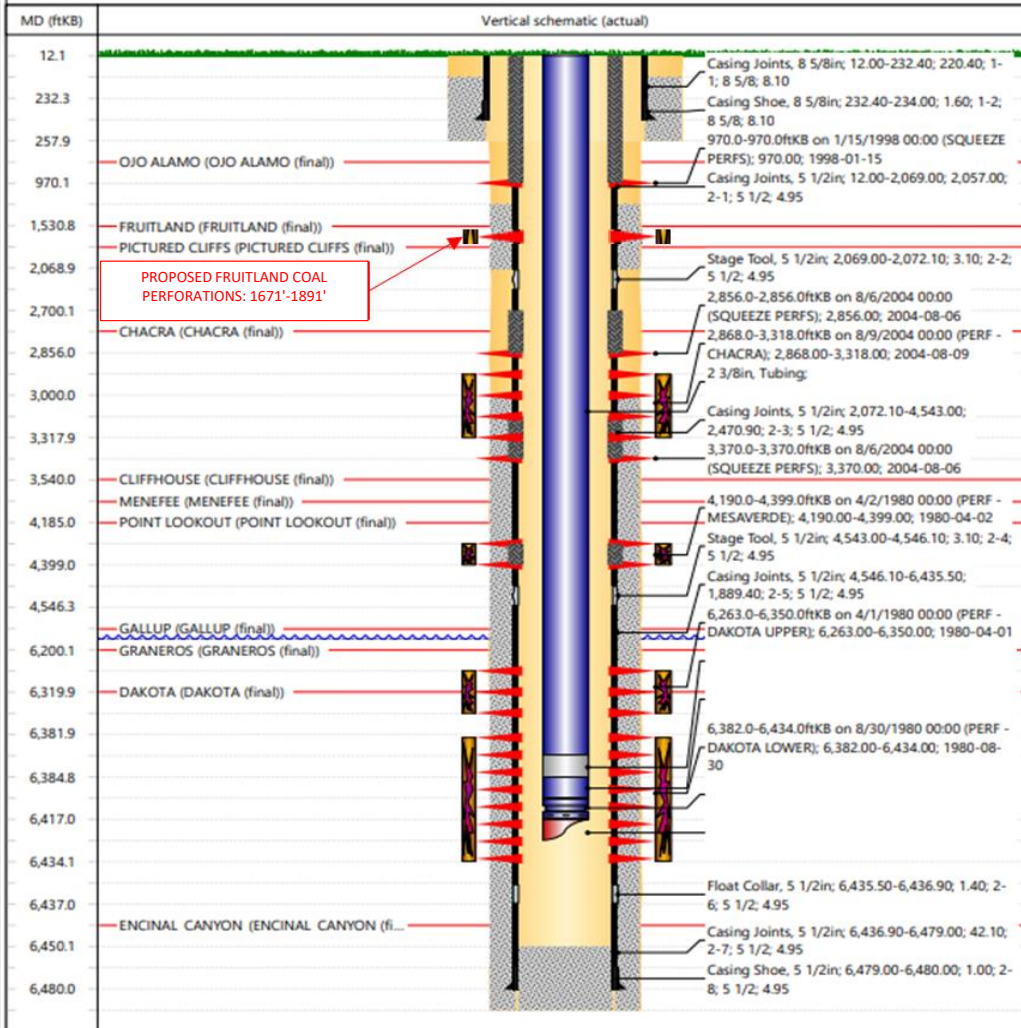 MD (ftKB)
Vertical schematic (actual)
12.1
232.3
257.9
970.1
1,530.8
2,068.9
2,700.1
2,856.0
3,000.0
3,317.9
3,540.0
4,185.0
4,399.0
4,546.3
6,200.1
6,319.9
6,381.9
6,384.8
6,417.0
6,434.1
6,437.0
6,450.1
6,480.0
OJO ALAMO (OJO ALAMO (final))
FRUITLAND (FRUITLAND (final))
PICTURED CLIFFS (PICTURED CLIFFS (final))
PROPOSED FRUITLAND COAL
PERFORATIONS: 1671'-1891'
CHACRA (CHACRA (final))
CLIFFHOUSE (CLIFFHOUSE (final))
MENEFEE (MENEFEE (final))
POINT LOOKOUT (POINT LOOKOUT (final))
GALLUP (GALLUP (final))
GRANEROS (GRANEROS (final))
DAKOTA (DAKOTA (final))
ENCINAL CANYON (ENCINAL CANYON (fi...
Casing Joints, 8 5/8in; 12.00-232.40; 220.40; 1-
1; 8 5/8; 8.10
Casing Shoe, 8 5/8in; 232.40-234.00; 1.60; 1-2;
8 5/8; 8.10
970.0-970.0ftKB on 1/15/1998 00:00 (SQUEEZE
PERFS); 970.00; 1998-01-15
Casing Joints, 5 1/2in; 12.00-2,069.00; 2,057.00;
2-1; 5 1/2; 4.95
Stage Tool, 5 1/2in; 2,069.00-2,072.10; 3.10; 2-2;
5 1/2; 4.95
2,856.0-2,856.0ftKB on 8/6/2004 00:00
(SQUEEZE PERFS); 2,856.00; 2004-08-06
2,868.0-3,318.0ftKB on 8/9/2004 00:00 (PERF -
CHACRA); 2,868.00-3,318.00; 2004-08-09
2 3/8in, Tubing;
Casing Joints, 5 1/2in; 2,072.10-4,543.00;
2,470.90; 2-3; 5 1/2; 4.95
3,370.0-3,370.0ftKB on 8/6/2004 00:00
(SQUEEZE PERFS); 3,370.00; 2004-08-06
4,190.0-4,399.0ftKB on 4/2/1980 00:00 (PERF -
MESAVERDE); 4,190.00-4,399.00; 1980-04-02
Stage Tool, 5 1/2in; 4,543.00-4,546.10; 3.10; 2-4;
5 1/2; 4.95
Casing Joints, 5 1/2in; 4,546.10-6,435.50;
1,889.40; 2-5; 5 1/2; 4.95
6,263.0-6,350.0ftKB on 4/1/1980 00:00 (PERF -
DAKOTA UPPER); 6,263.00-6,350.00; 1980-04-01
6,382.0-6,434.0ftKB on 8/30/1980 00:00 (PERF -
DAKOTA LOWER); 6,382.00-6,434.00; 1980-08-
30
Float Collar, 5 1/2in; 6,435.50-6,436.90; 1.40; 2-
6; 5 1/2; 4.95
Casing Joints, 5 1/2in; 6,436.90-6,479.00; 42.10;
2-7; 5 1/2; 4.95
Casing Shoe, 5 1/2in; 6,479.00-6,480.00; 1.00; 2-
8; 5 1/2; 4.95